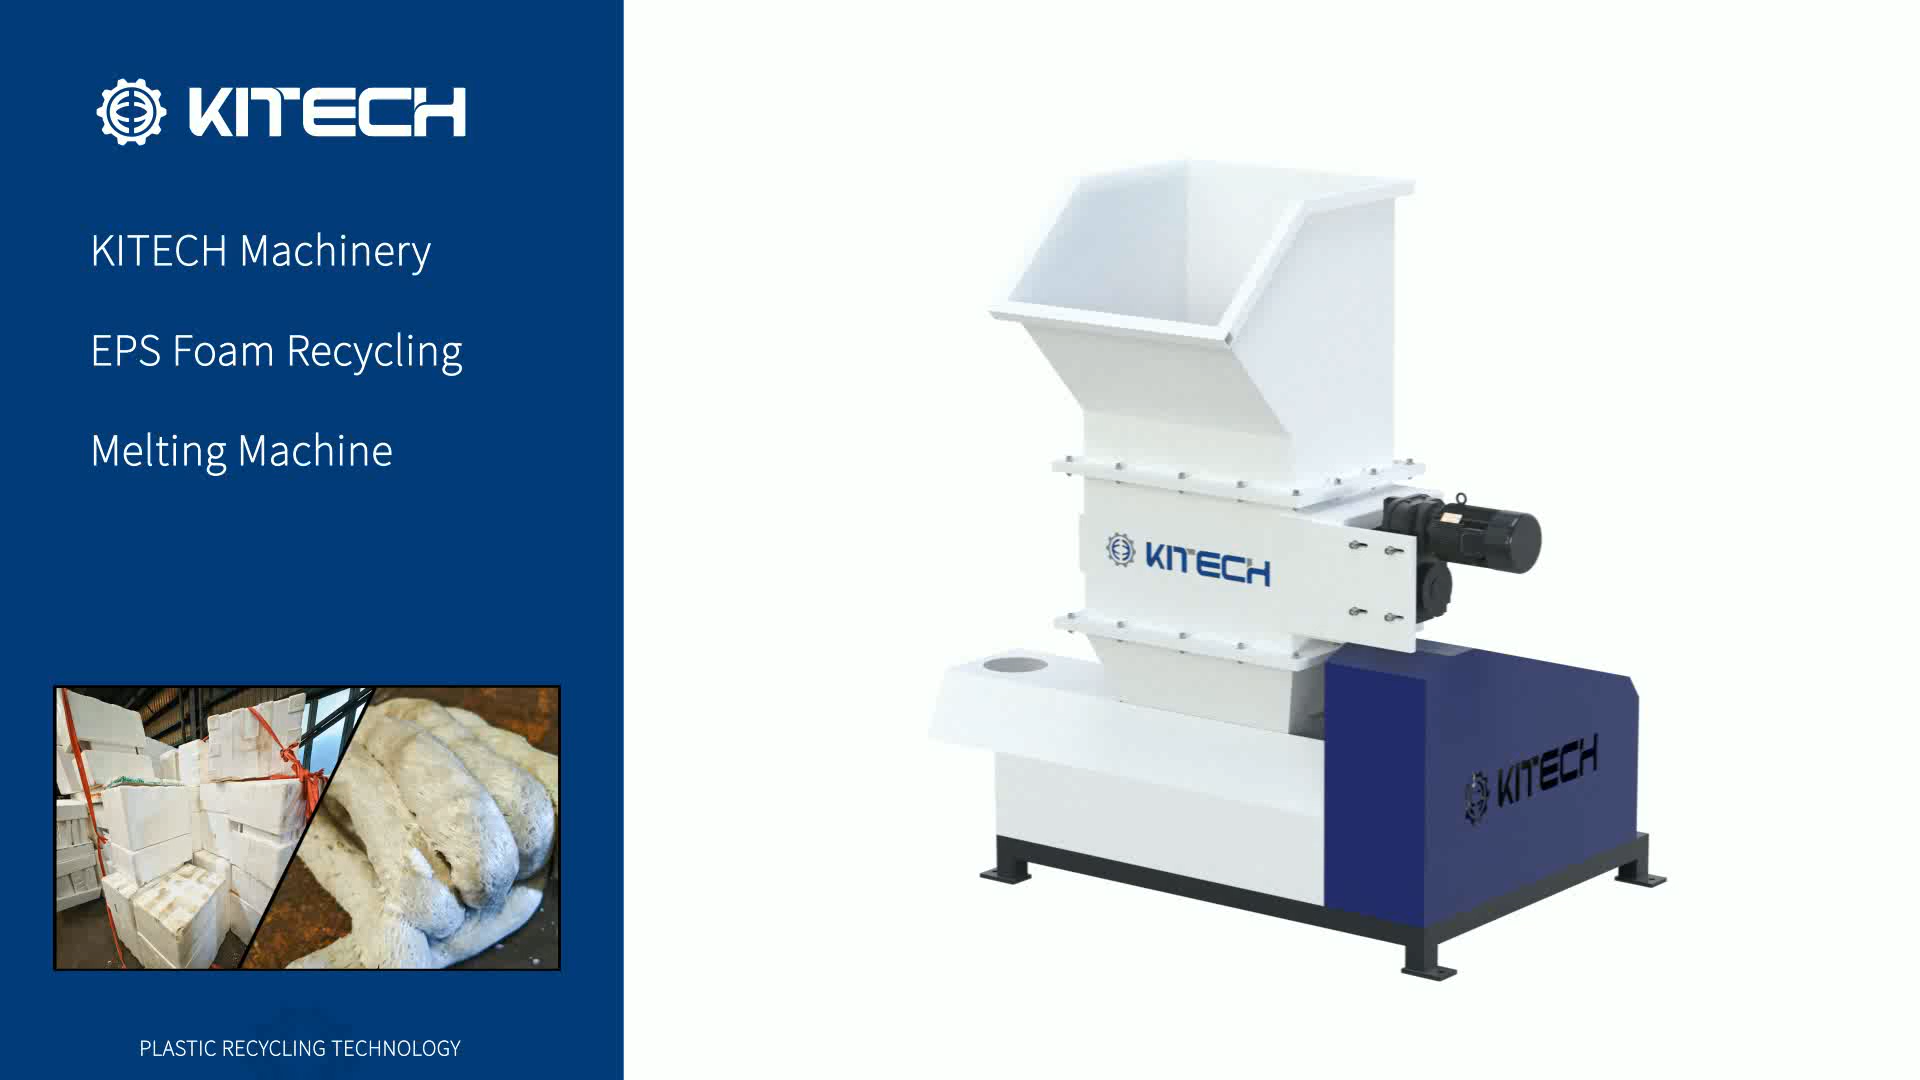 KITECH
KITECH Machinery
EPS Foam Recycling
Melting Machine
KITECH
KITECH
PLASTIC RECYCLING TECHNOLOGY